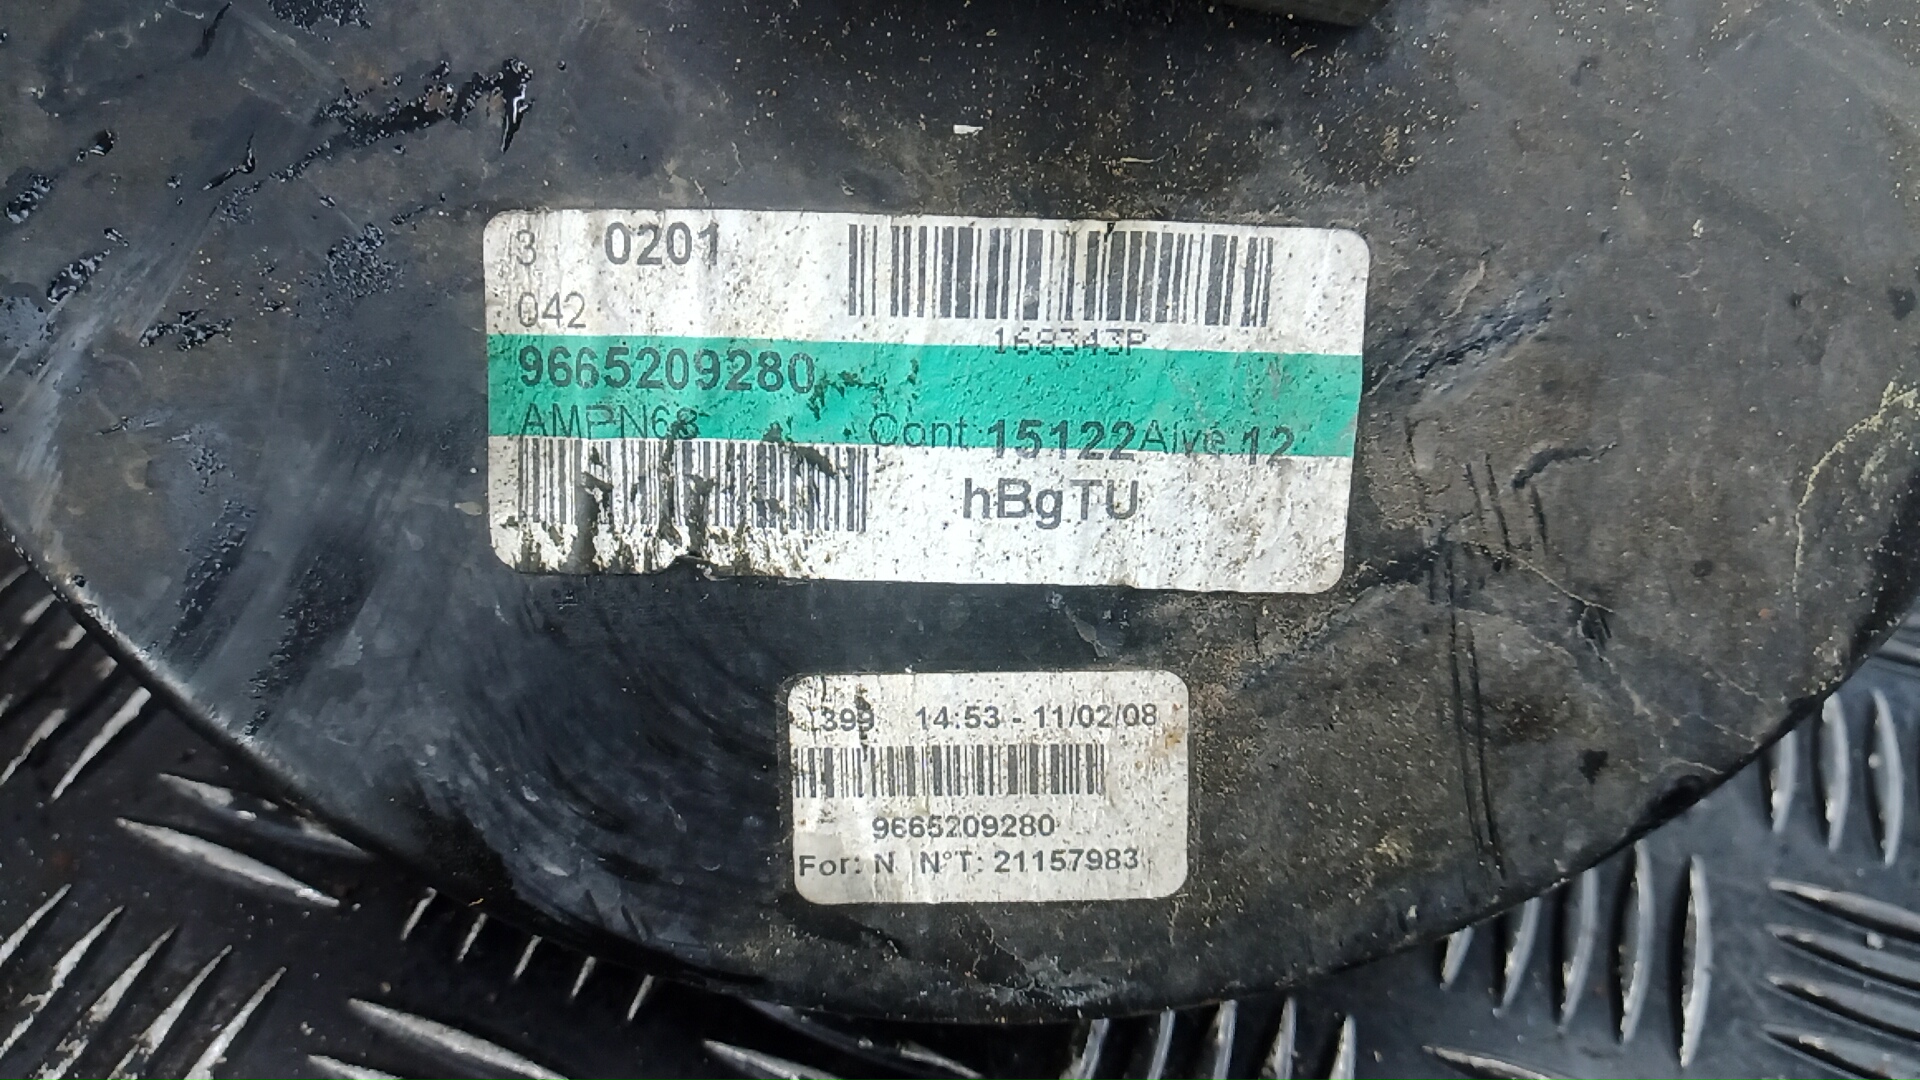 3 0201
042
168343P
9665209280
AMPN68
Cont 15122 Alvé 12
hBgTU
1399 14:53 - 11/02/08
9665209280
For: N N°T: 21157983